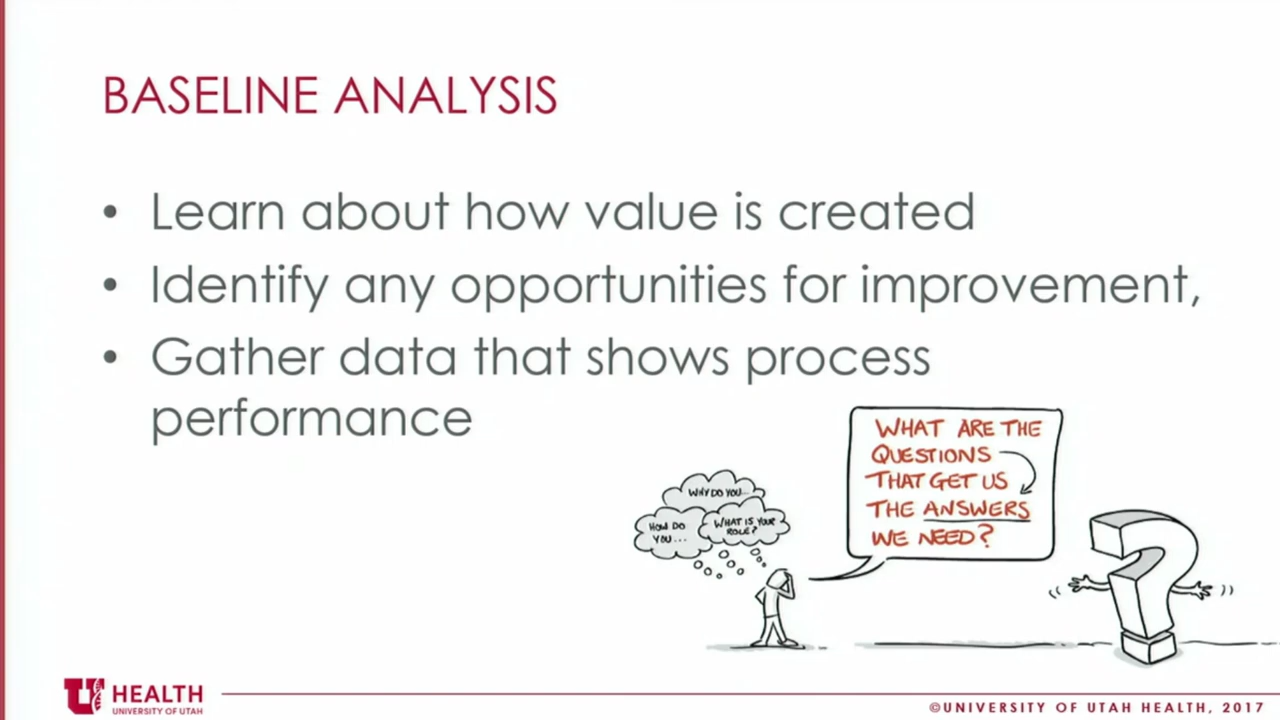 BASELINE ANALYSIS
• Learn about how value is created
• Identify any opportunities for improvement,
• Gather data that shows process
performance
WHAT ARE THE
QUESTIONS
THAT GET US
THE ANSWERS
WE NEED?
WHY DO YOU...
HOW DO
YOU...
WHAT IS YOUR
ROLE?
U HEALTH
UNIVERSITY OF UTAH
©UNIVERSITY OF UTAH HEALTH, 2017